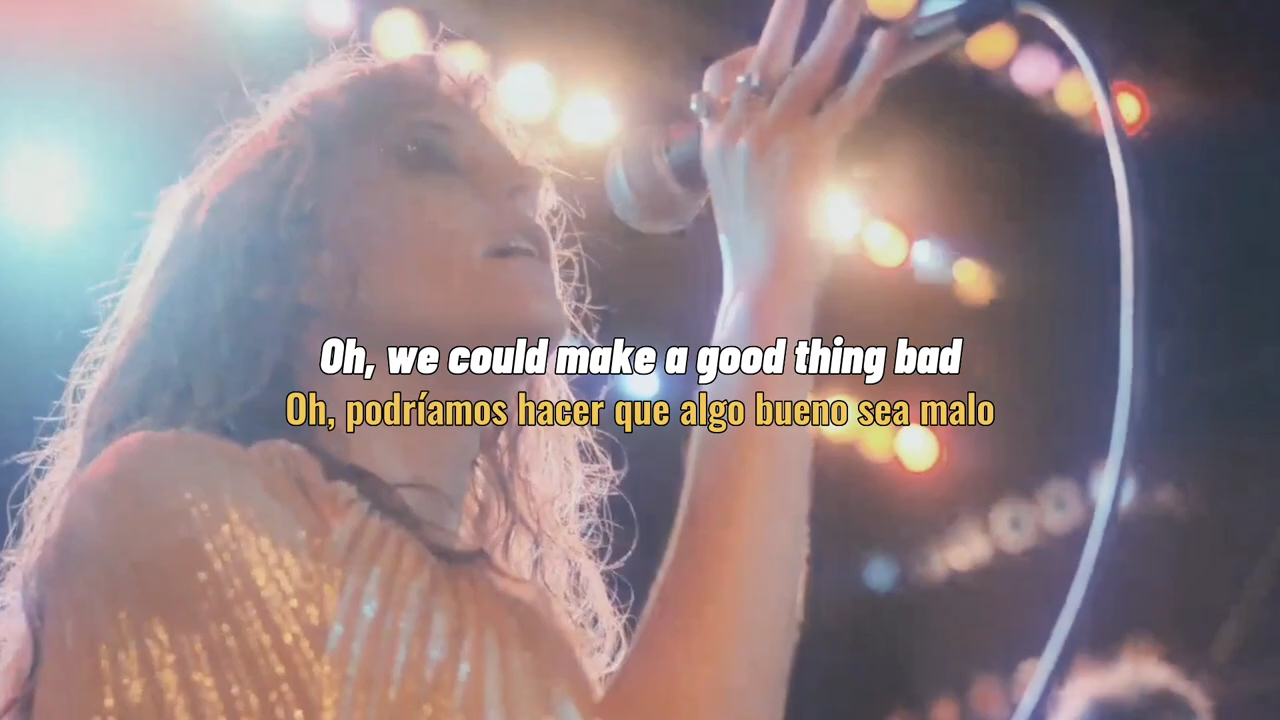 Oh, we could make a good thing bad
Oh, podríamos hacer que algo bueno sea malo